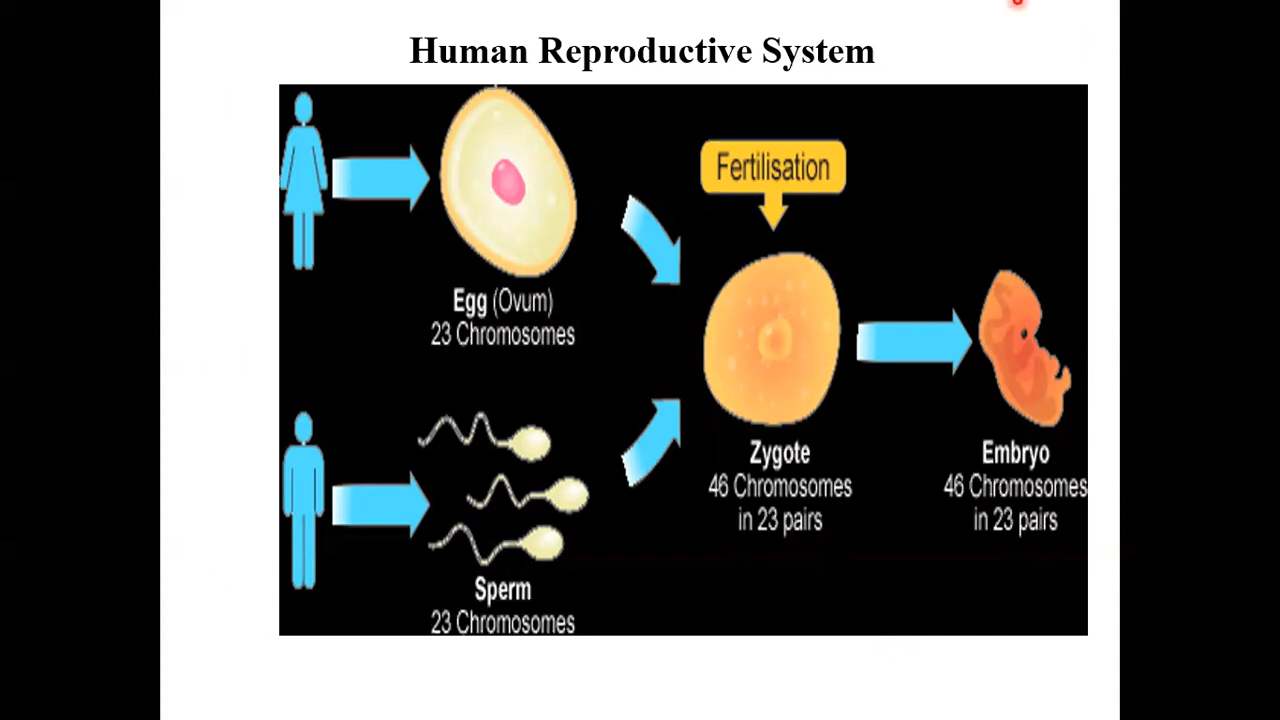 Human Reproductive System
Fertilisation
Egg (Ovum)
23 Chromosomes
Zygote
46 Chromosomes
in 23 pairs
Embryo
46 Chromosomes
in 23 pairs
Sperm
23 Chromosomes